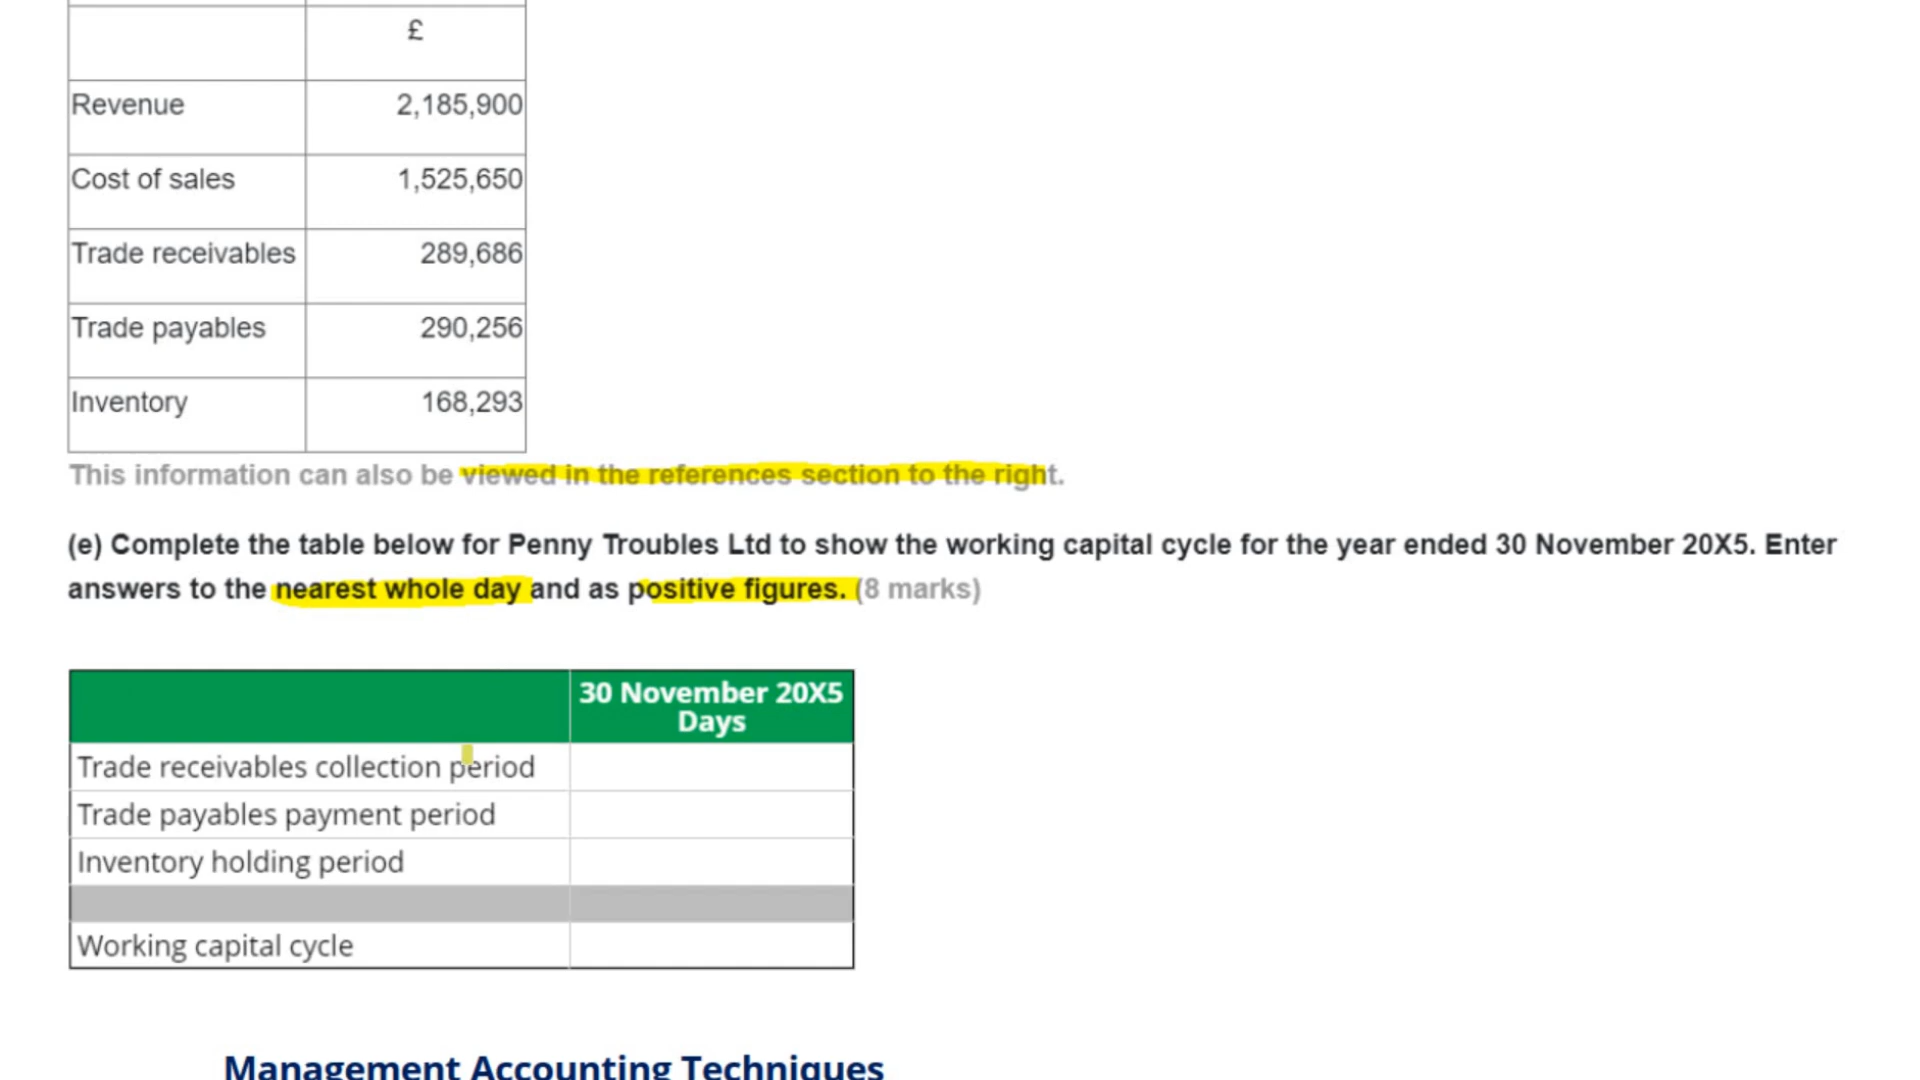 £
Revenue 2,185,900
Cost of sales 1,525,650
Trade receivables 289,686
Trade payables 290,256
Inventory 168,293
This information can also be viewed in the references section to the right.
(e) Complete the table below for Penny Troubles Ltd to show the working capital cycle for the year ended 30 November 20X5. Enter
answers to the nearest whole day and as positive figures. (8 marks)
30 November 20X5
Days
Trade receivables collection period
Trade payables payment period
Inventory holding period
Working capital cycle
Management Accounting Techniques